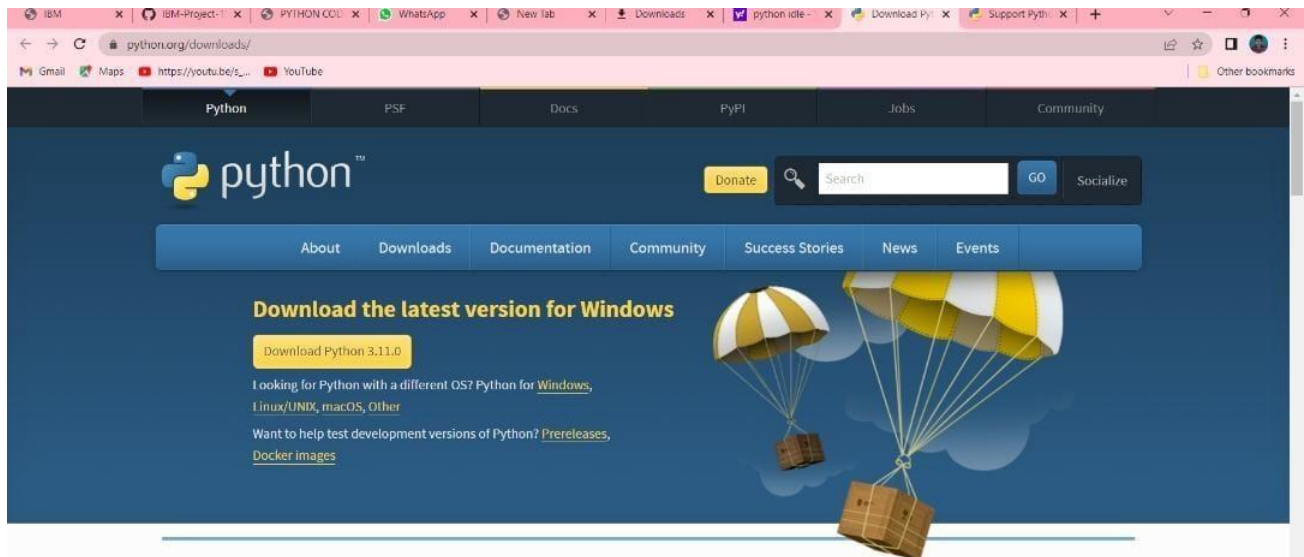 IBM IBM-Project-1 PYTHON COD WhatsApp New Tab Downloads python idle - Download Pyt Support Pytho
python.org/downloads/
Gmail Maps https://youtu.be/s_... YouTube Other bookmarks
Python PSF Docs PyPI Jobs Community
python™
Donate Search GO Socialize
About Downloads Documentation Community Success Stories News Events
Download the latest version for Windows
Download Python 3.11.0
Looking for Python with a different OS? Python for Windows,
Linux/UNIX, macOS, Other
Want to help test development versions of Python? Prereleases,
Docker images